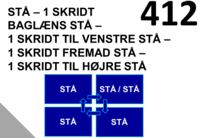 STÅ – 1 SKRIDT
BAGLÆNS STÅ –
1 SKRIDT TIL VENSTRE STÅ –
1 SKRIDT FREMAD STÅ –
1 SKRIDT TIL HØJRE STÅ
412
STÅ
STÅ / STÅ
STÅ
STÅ